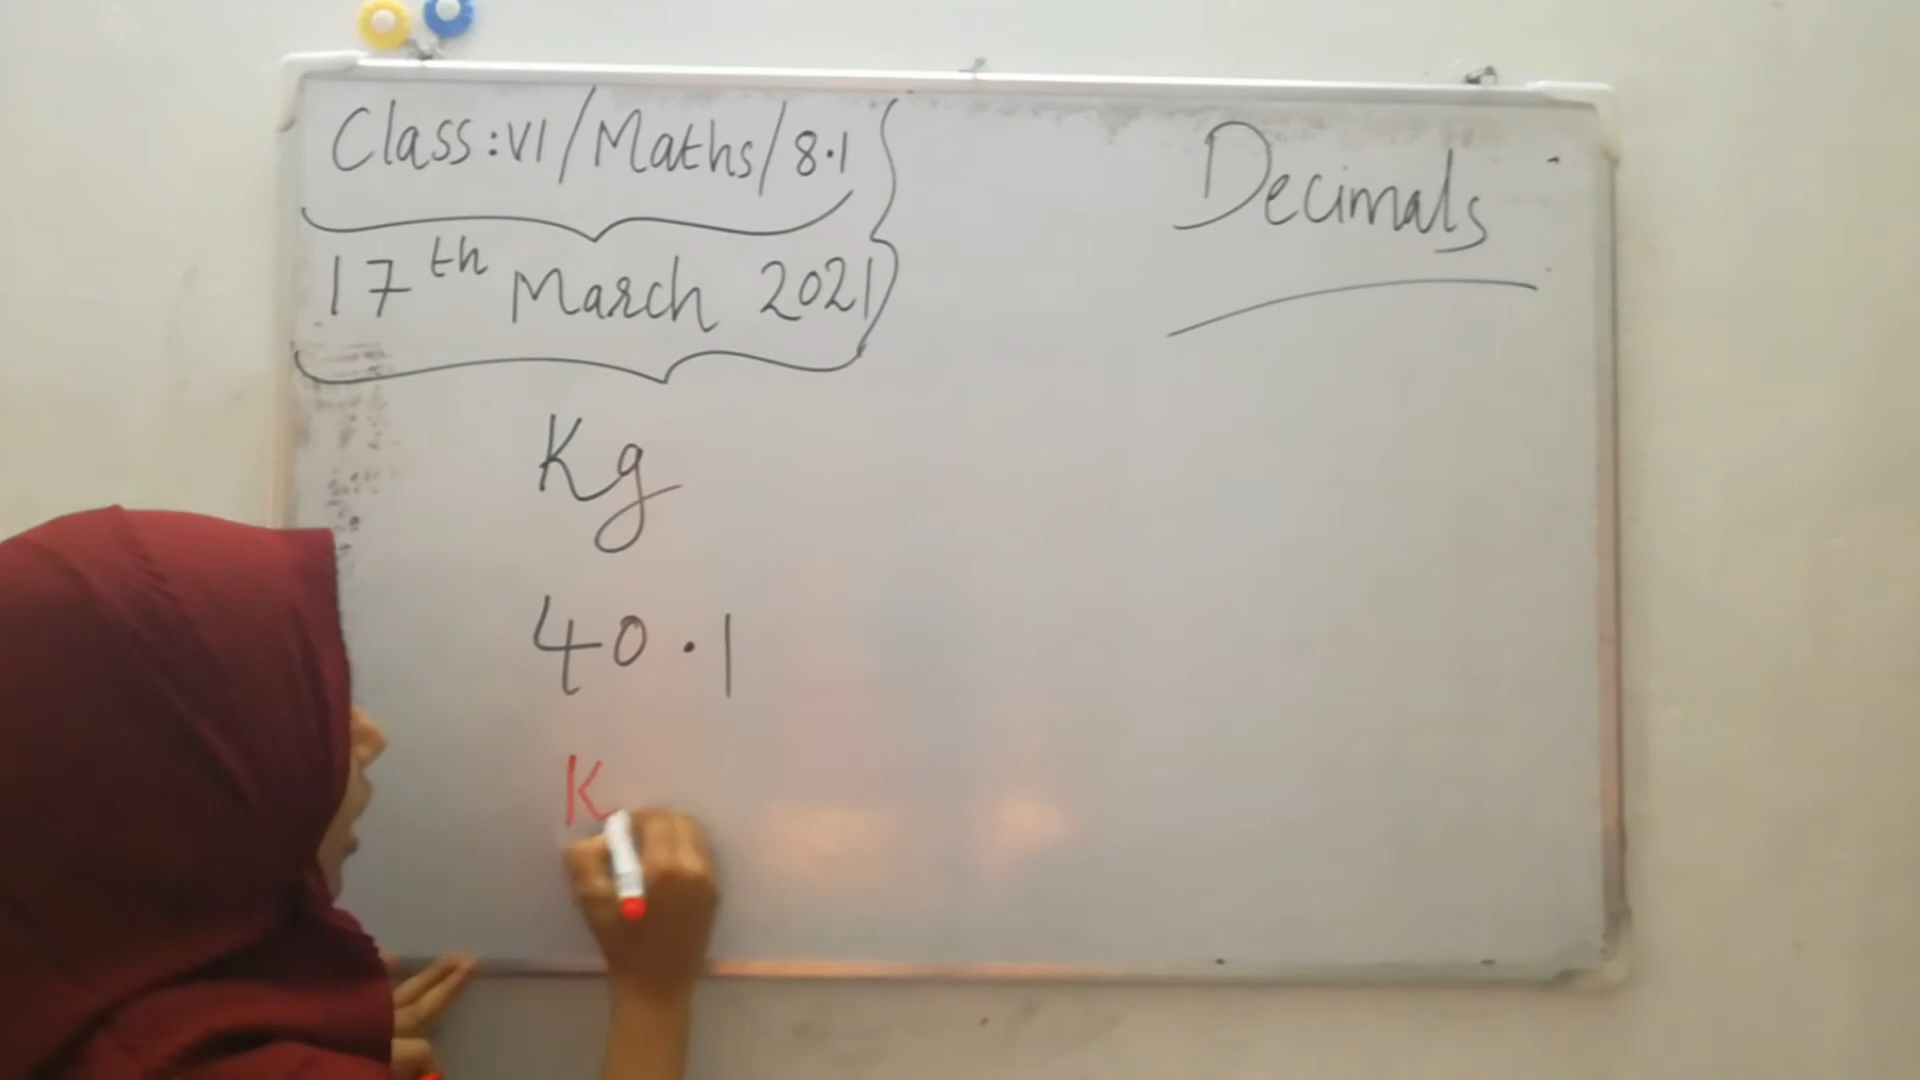 Class:VI/Maths/8.1
17th March 2021
Decimals
Kg
40.1
K